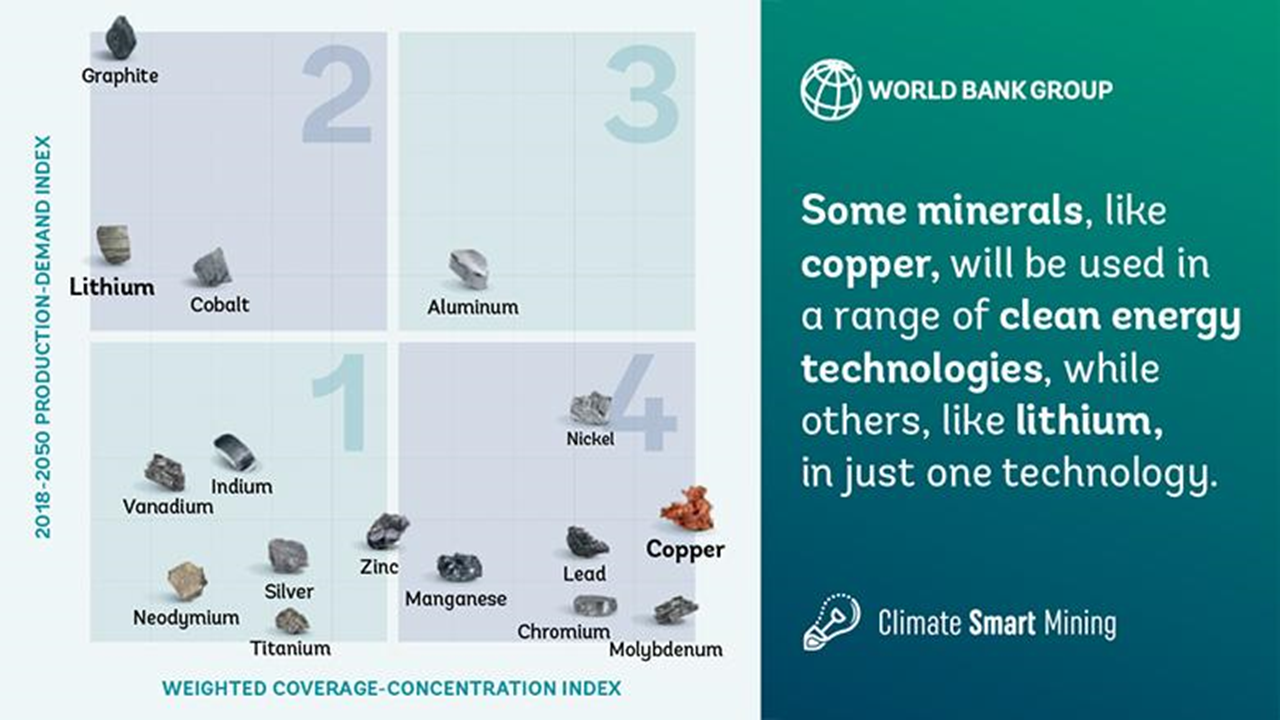 2018-2050 PRODUCTION-DEMAND INDEX
2
Graphite
Lithium
Cobalt
3
Aluminum
1
Vanadium
Indium
Zinc
Silver
Neodymium
Titanium
4
Nickel
Copper
Lead
Manganese
Chromium
Molybdenum
WEIGHTED COVERAGE-CONCENTRATION INDEX
WORLD BANK GROUP
Some minerals, like
copper, will be used in
a range of clean energy
technologies, while
others, like lithium,
in just one technology.
Climate Smart Mining